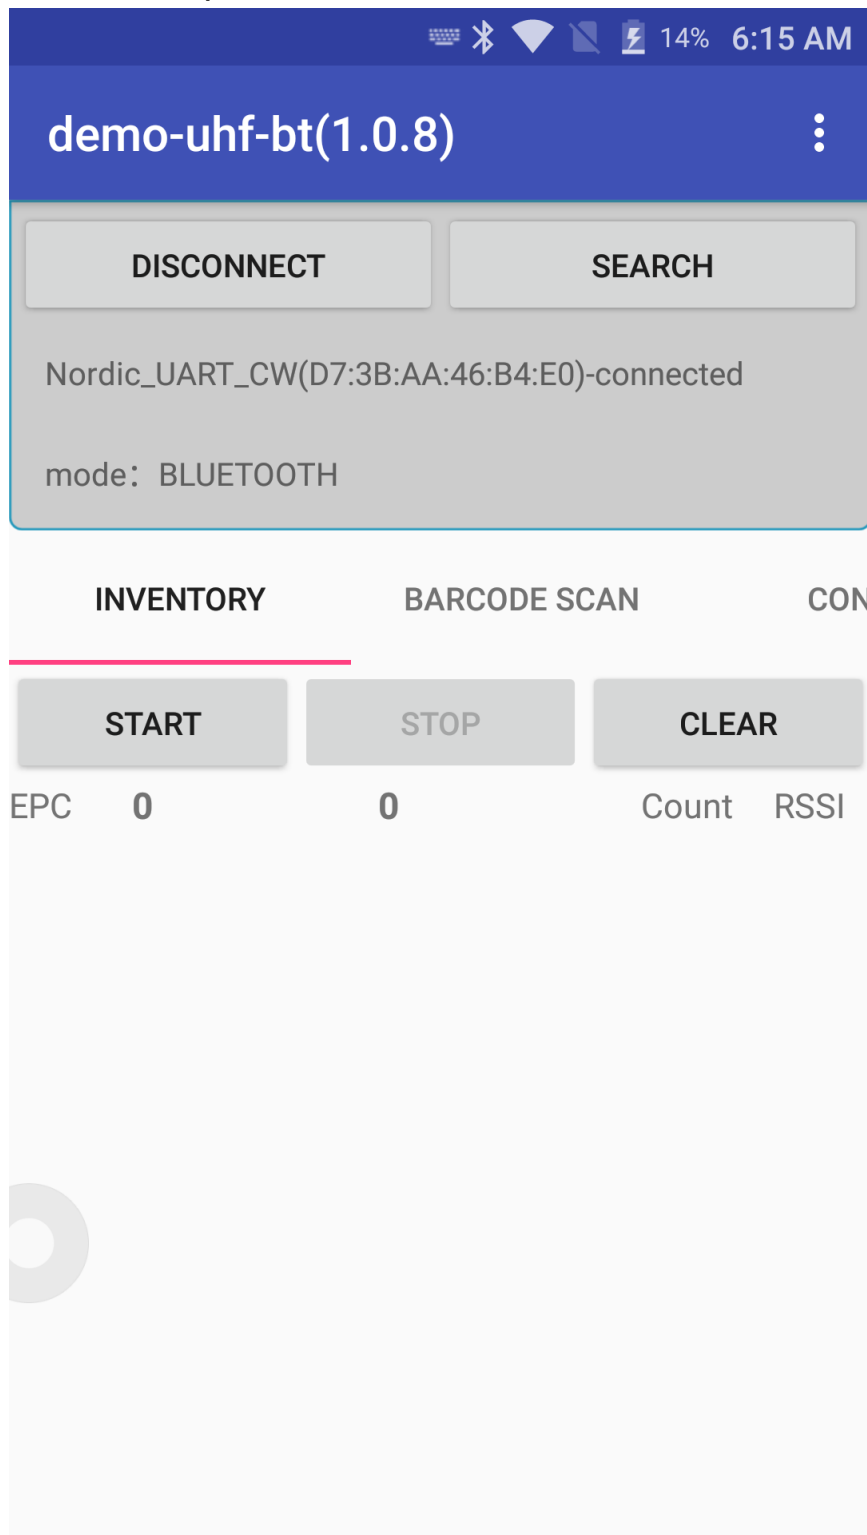 14% 6:15 AM
demo-uhf-bt(1.0.8)
DISCONNECT SEARCH
Nordic_UART_CW(D7:3B:AA:46:B4:E0)-connected
mode：BLUETOOTH
INVENTORY BARCODE SCAN CON
START STOP CLEAR
EPC 0 0 Count RSSI